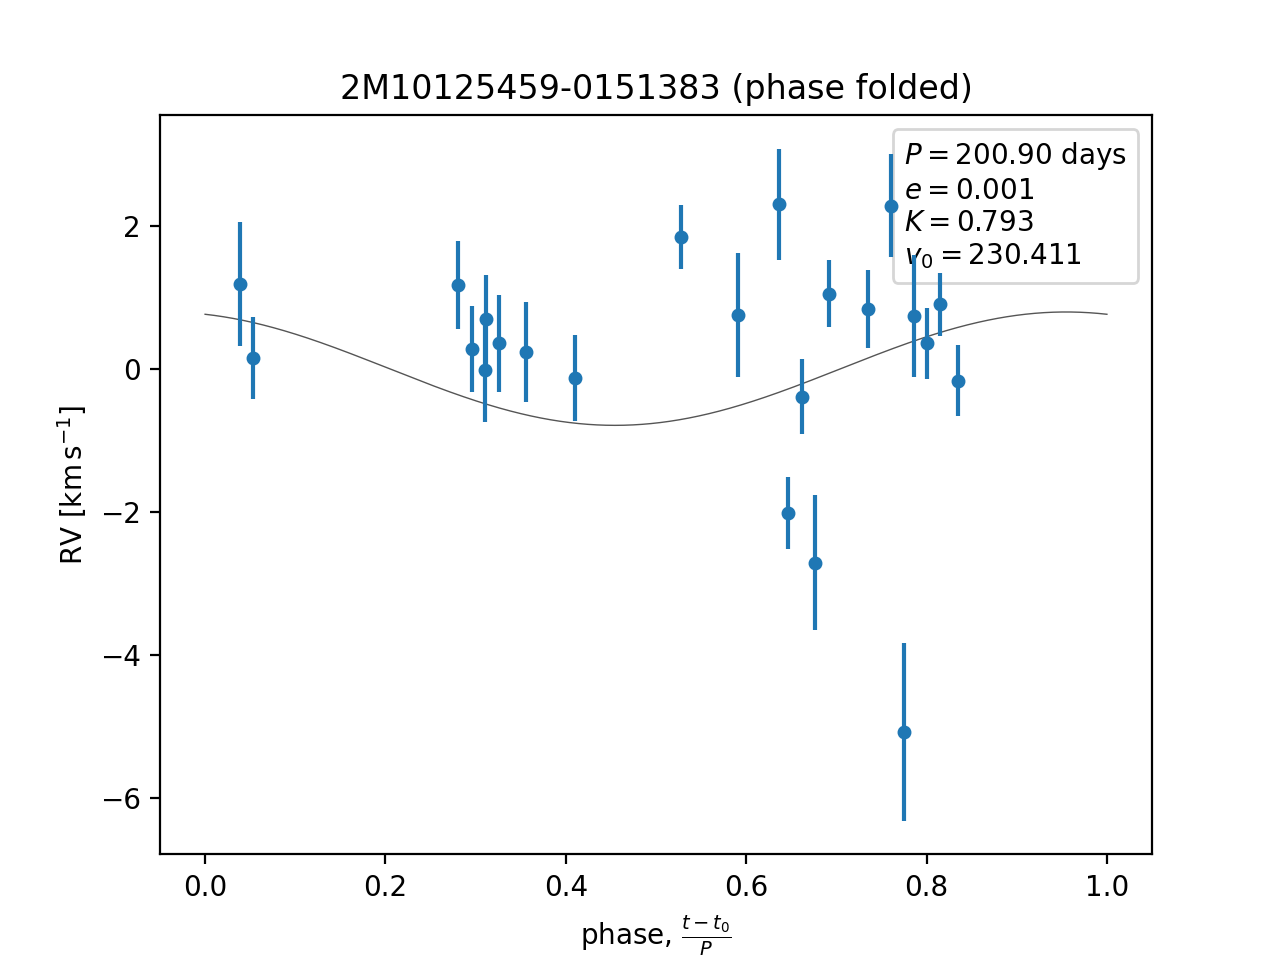 2M10125459-0151383 (phase folded)
P = 200.90 days
e = 0.001
K = 0.793
v₀ = 230.411
2
0
−2
−4
−6
RV [km s⁻¹]
0.0 0.2 0.4 0.6 0.8 1.0
phase, (t − t₀)/P